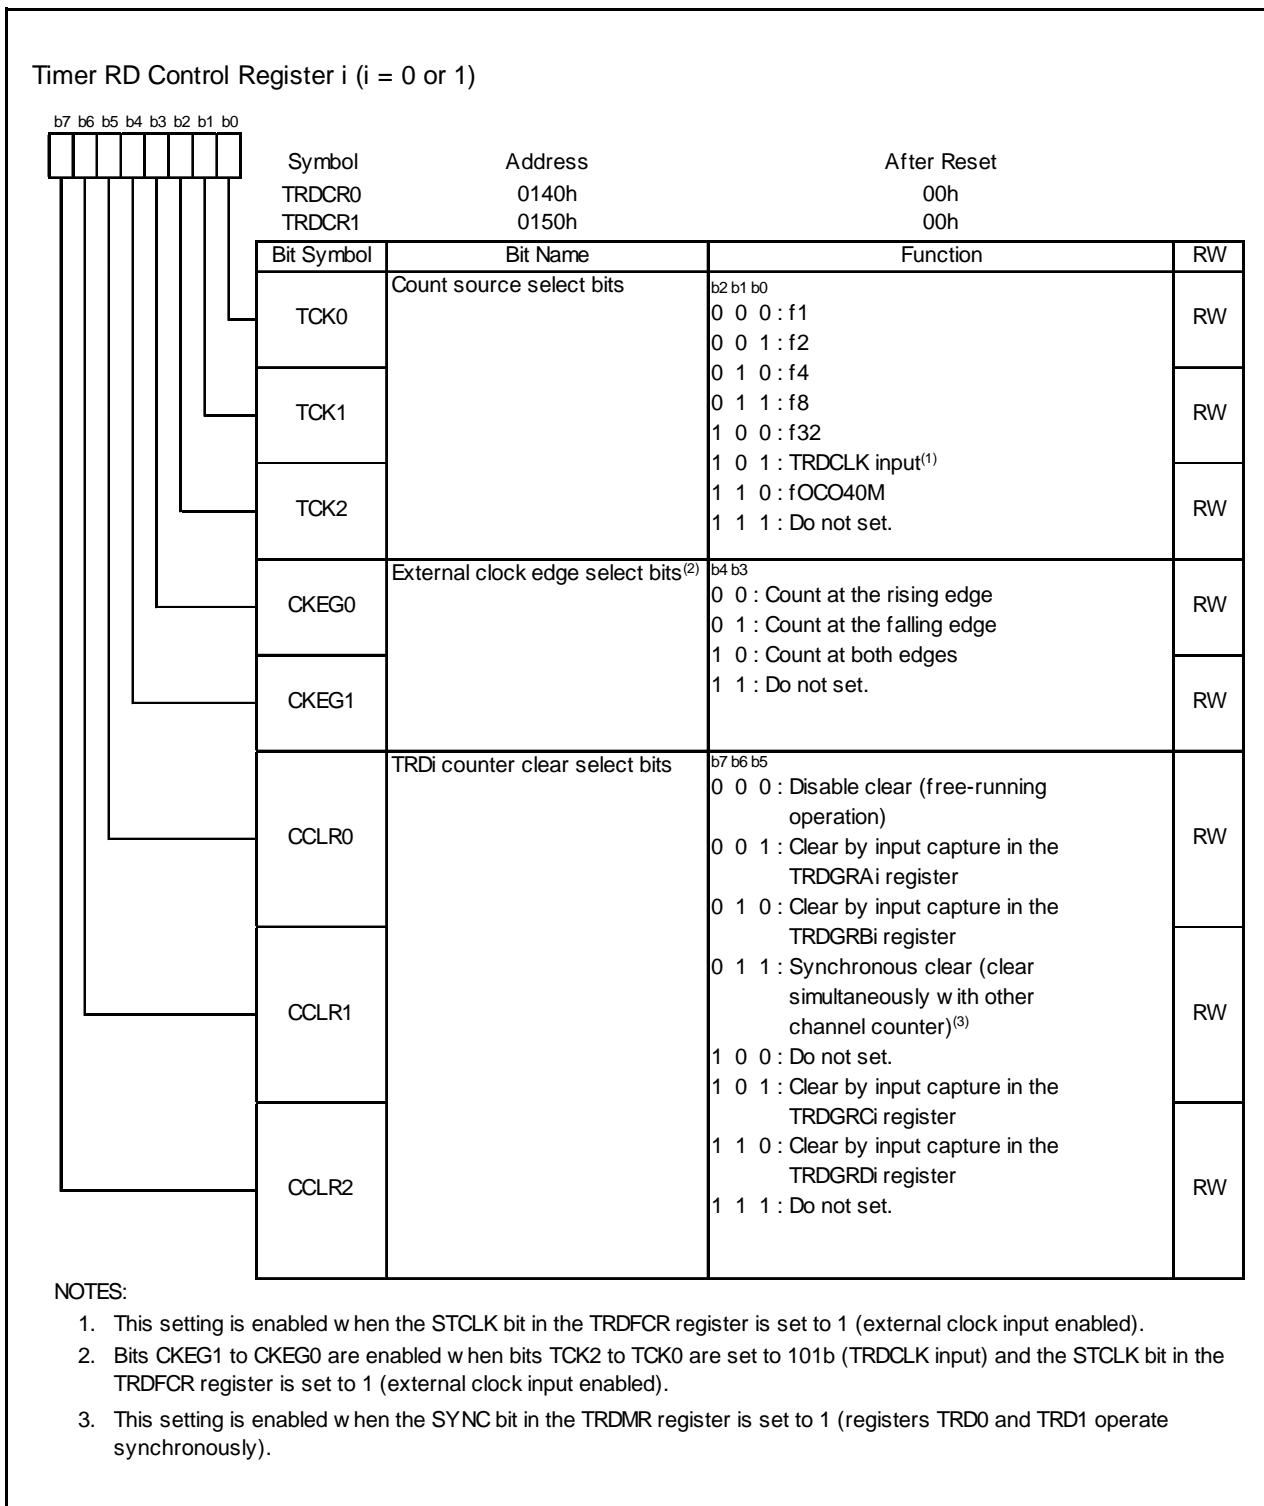 Timer RD Control Register i (i = 0 or 1)
b7 b6 b5 b4 b3 b2 b1 b0
Symbol Address After Reset
TRDCR0 0140h 00h
TRDCR1 0150h 00h
Bit Symbol Bit Name Function RW
TCK0 Count source select bits b2 b1 b0
0 0 0 : f1 RW
0 0 1 : f2
0 1 0 : f4
TCK1 0 1 1 : f8 RW
1 0 0 : f32
1 0 1 : TRDCLK input(1)
TCK2 1 1 0 : fOCO40M RW
1 1 1 : Do not set.
External clock edge select bits(2) b4 b3
CKEG0 0 0 : Count at the rising edge RW
0 1 : Count at the falling edge
1 0 : Count at both edges
CKEG1 1 1 : Do not set. RW
TRDi counter clear select bits b7 b6 b5
0 0 0 : Disable clear (free-running
operation)
CCLR0 0 0 1 : Clear by input capture in the RW
TRDGRAi register
0 1 0 : Clear by input capture in the
TRDGRBi register
0 1 1 : Synchronous clear (clear
CCLR1 simultaneously with other RW
channel counter)(3)
1 0 0 : Do not set.
1 0 1 : Clear by input capture in the
TRDGRCi register
1 1 0 : Clear by input capture in the
TRDGRDi register
CCLR2 1 1 1 : Do not set. RW
NOTES:
1. This setting is enabled when the STCLK bit in the TRDFCR register is set to 1 (external clock input enabled).
2. Bits CKEG1 to CKEG0 are enabled when bits TCK2 to TCK0 are set to 101b (TRDCLK input) and the STCLK bit in the
TRDFCR register is set to 1 (external clock input enabled).
3. This setting is enabled when the SYNC bit in the TRDMR register is set to 1 (registers TRD0 and TRD1 operate
synchronously).